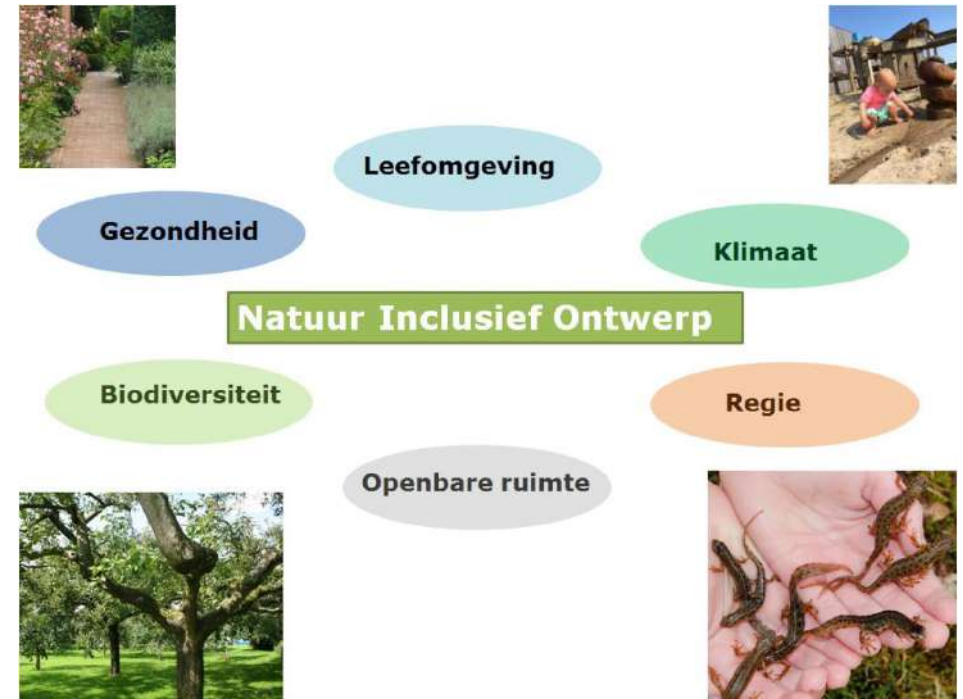 Leefomgeving
Gezondheid
Klimaat
Natuur Inclusief Ontwerp
Biodiversiteit
Regie
Openbare ruimte